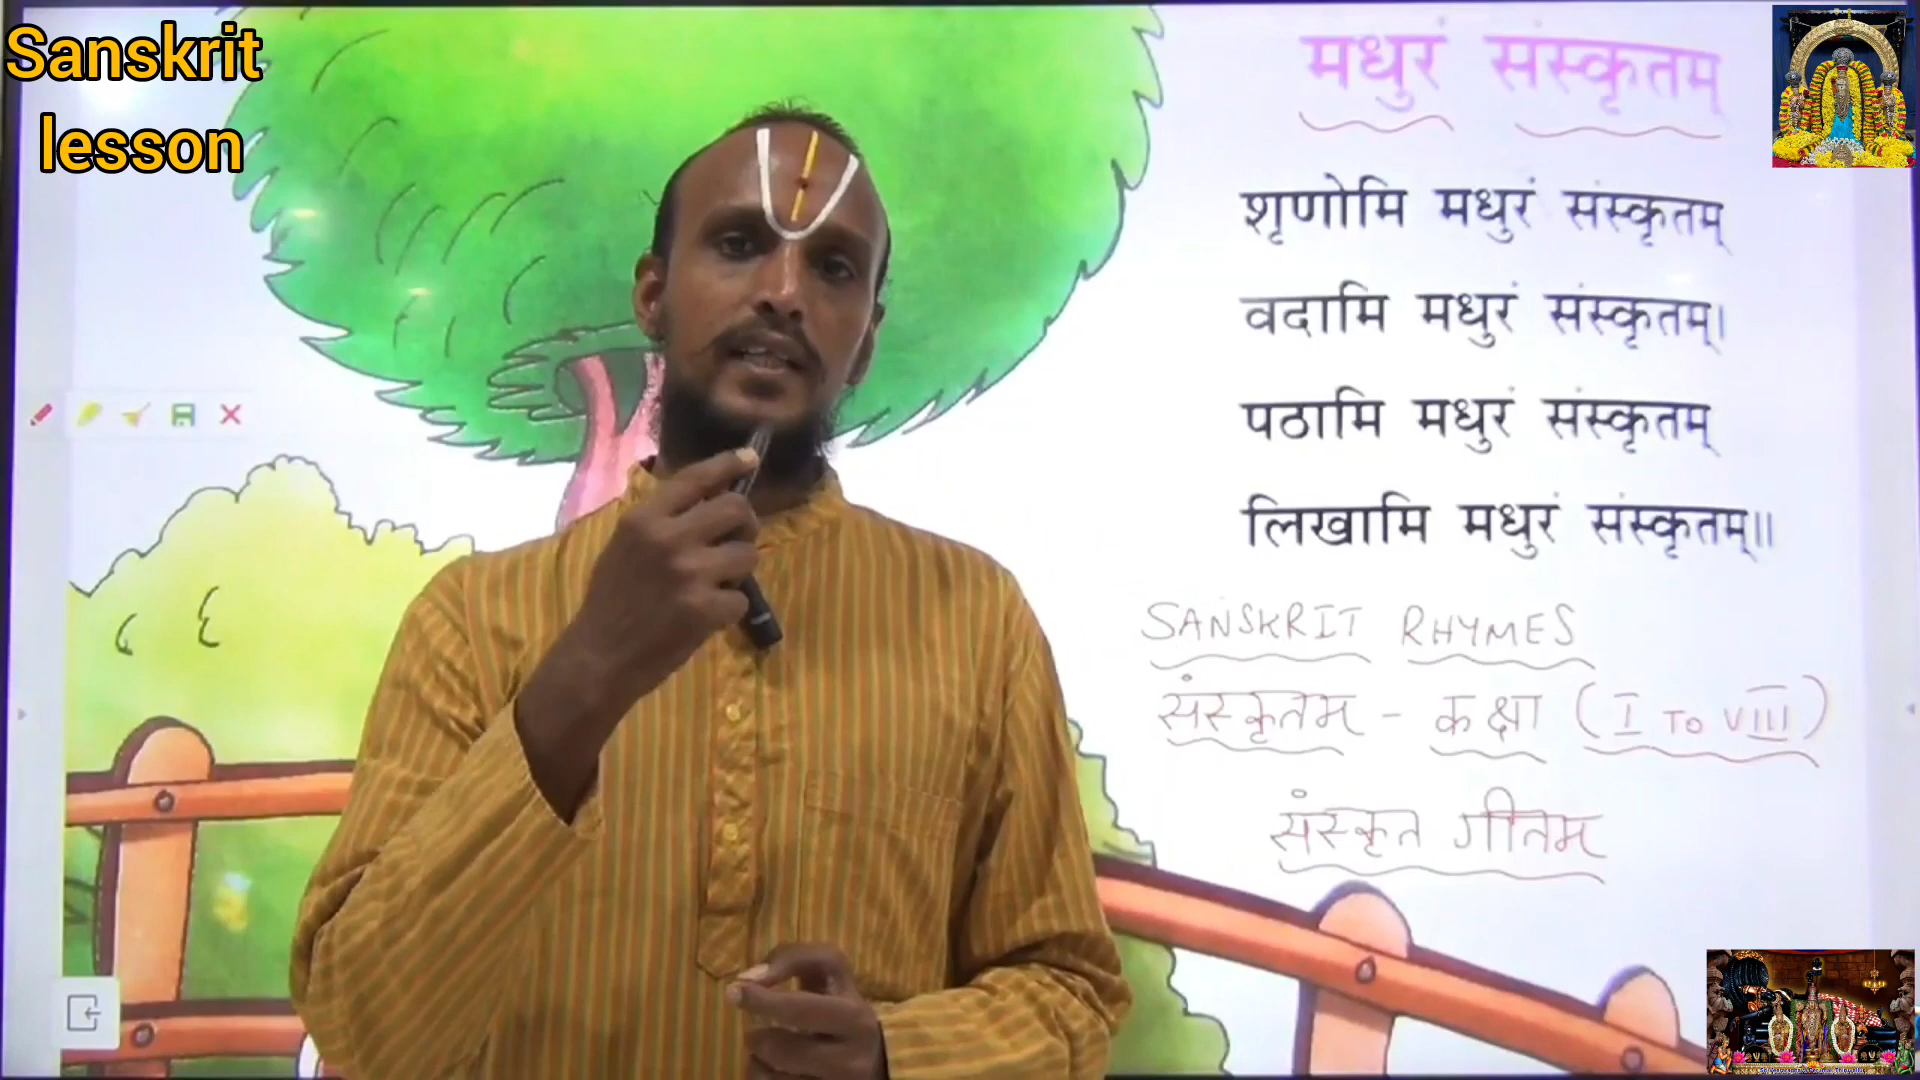 Sanskrit
lesson
मधुरं संस्कृतम्
शृणोमि मधुरं संस्कृतम्
वदामि मधुरं संस्कृतम्।
पठामि मधुरं संस्कृतम्
लिखामि मधुरं संस्कृतम्॥
SANSKRIT RHYMES
संस्कृतम् - कक्षा (I TO VIII)
संस्कृत गीतम्